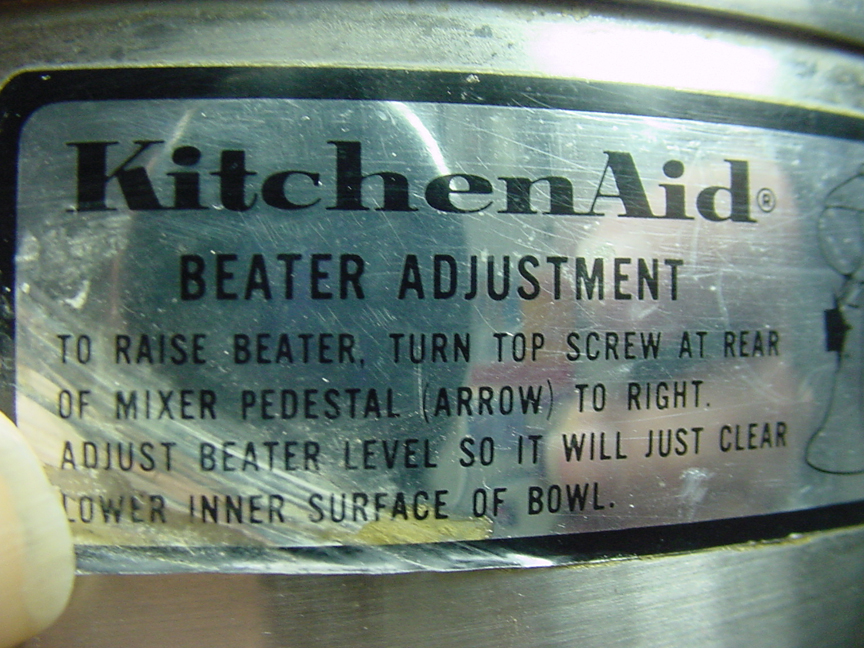 KitchenAid®
BEATER ADJUSTMENT
TO RAISE BEATER, TURN TOP SCREW AT REAR
OF MIXER PEDESTAL (ARROW) TO RIGHT.
ADJUST BEATER LEVEL SO IT WILL JUST CLEAR
LOWER INNER SURFACE OF BOWL.